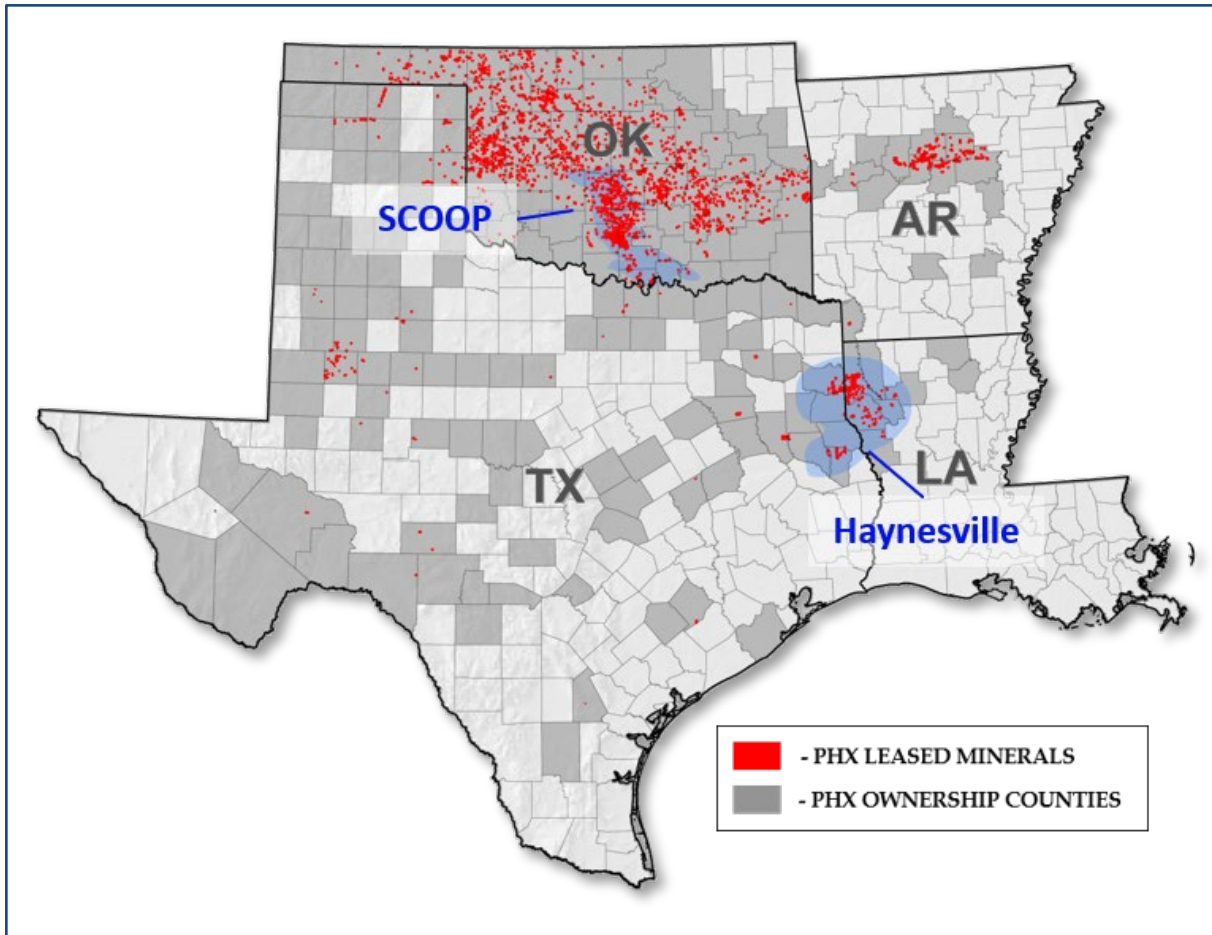 OK
SCOOP
AR
TX
LA
Haynesville
- PHX LEASED MINERALS
- PHX OWNERSHIP COUNTIES